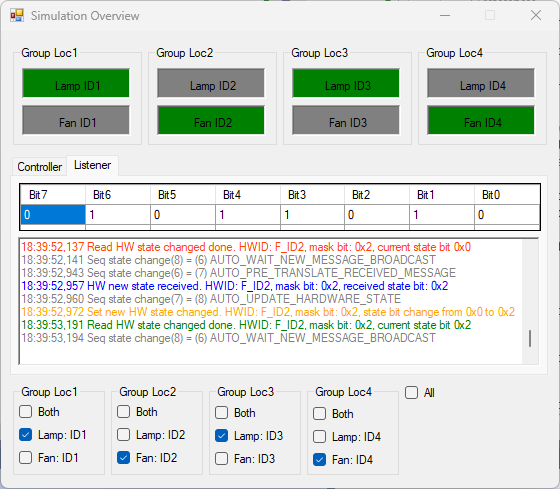 Simulation Overview
Group Loc1 Group Loc2 Group Loc3 Group Loc4
Lamp ID1 Lamp ID2 Lamp ID3 Lamp ID4
Fan ID1 Fan ID2 Fan ID3 Fan ID4
Controller Listener
Bit7 Bit6 Bit5 Bit4 Bit3 Bit2 Bit1 Bit0
0 1 0 1 1 0 1 0
18:39:52,137 Read HW state changed done. HWID: F_ID2, mask bit: 0x2, current state bit 0x0
18:39:52,141 Seq state change(8) = (6) AUTO_WAIT_NEW_MESSAGE_BROADCAST
18:39:52,943 Seq state change(6) = (7) AUTO_PRE_TRANSLATE_RECEIVED_MESSAGE
18:39:52,957 HW new state received. HWID: F_ID2, mask bit: 0x2, received state bit: 0x2
18:39:52,960 Seq state change(7) = (8) AUTO_UPDATE_HARDWARE_STATE
18:39:52,972 Set new HW state changed. HWID: F_ID2, mask bit: 0x2, state bit change from 0x0 to 0x2
18:39:53,191 Read HW state changed done. HWID: F_ID2, mask bit: 0x2, current state bit 0x2
18:39:53,194 Seq state change(8) = (6) AUTO_WAIT_NEW_MESSAGE_BROADCAST
Group Loc1 Group Loc2 Group Loc3 Group Loc4 All
Both Both Both Both
Lamp: ID1 Lamp: ID2 Lamp: ID3 Lamp: ID4
Fan: ID1 Fan: ID2 Fan: ID3 Fan: ID4